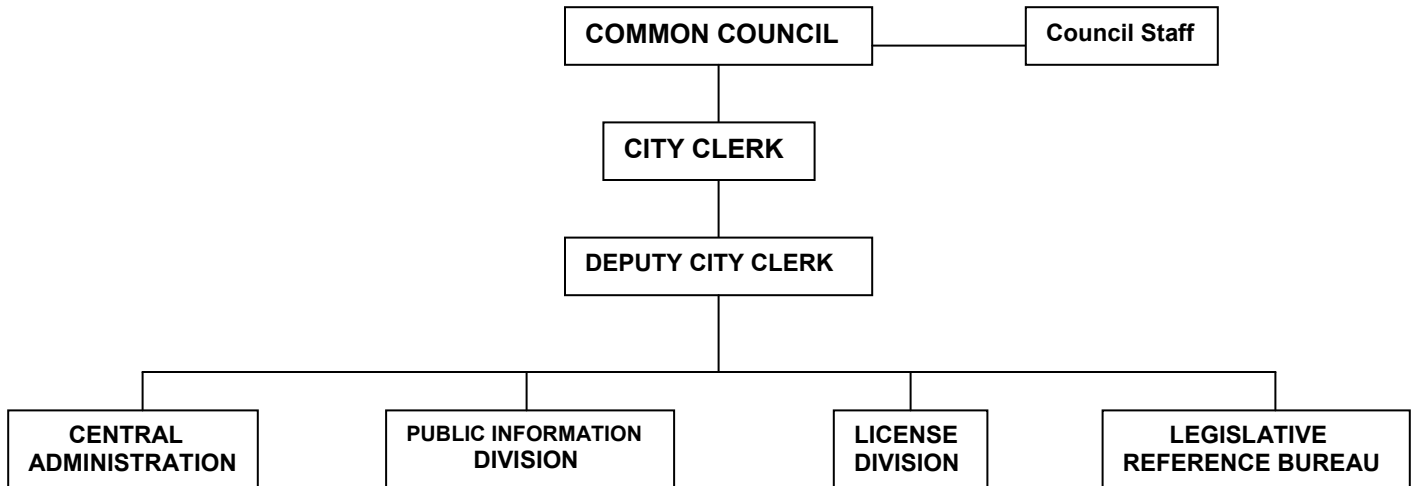 COMMON COUNCIL
Council Staff
CITY CLERK
DEPUTY CITY CLERK
CENTRAL
ADMINISTRATION
PUBLIC INFORMATION
DIVISION
LICENSE
DIVISION
LEGISLATIVE
REFERENCE BUREAU